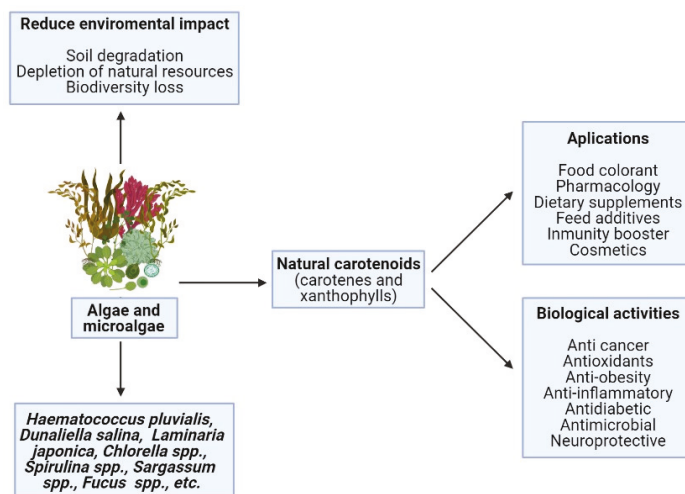 Reduce enviromental impact
Soil degradation
Depletion of natural resources
Biodiversity loss
Algae and
microalgae
Haematococcus pluvialis,
Dunaliella salina, Laminaria
japonica, Chlorella spp.,
Spirulina spp., Sargassum
spp., Fucus spp., etc.
Natural carotenoids
(carotenes and
xanthophylls)
Aplications
Food colorant
Pharmacology
Dietary supplements
Feed additives
Inmunity booster
Cosmetics
Biological activities
Anti cancer
Antioxidants
Anti-obesity
Anti-inflammatory
Antidiabetic
Antimicrobial
Neuroprotective